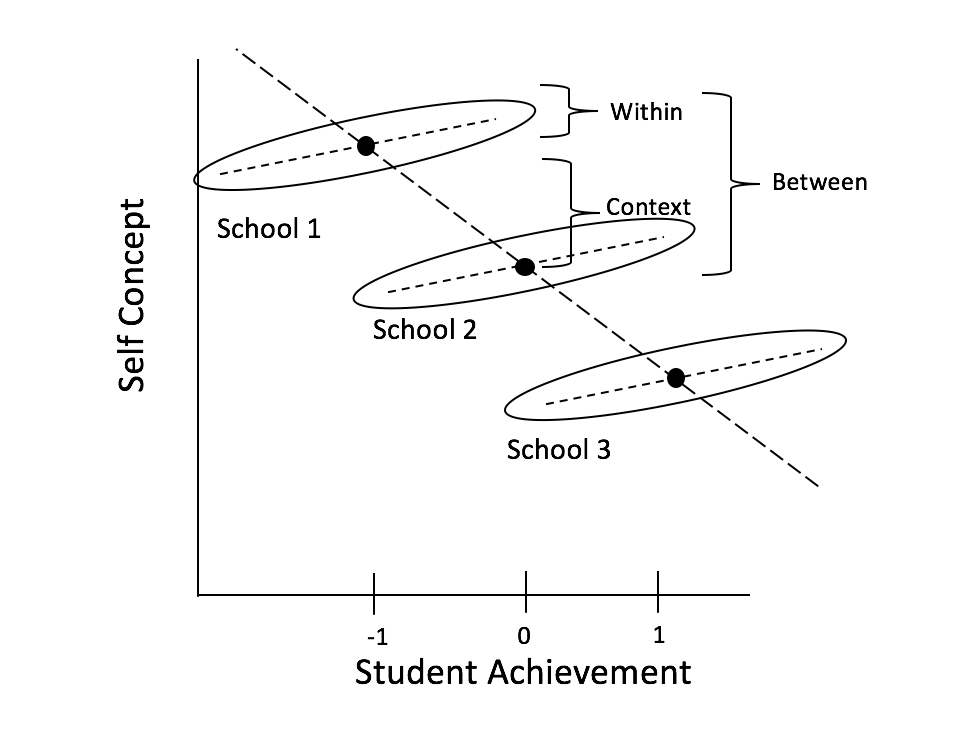 Within
Between
Context
School 1
School 2
School 3
Self Concept
-1
0
1
Student Achievement